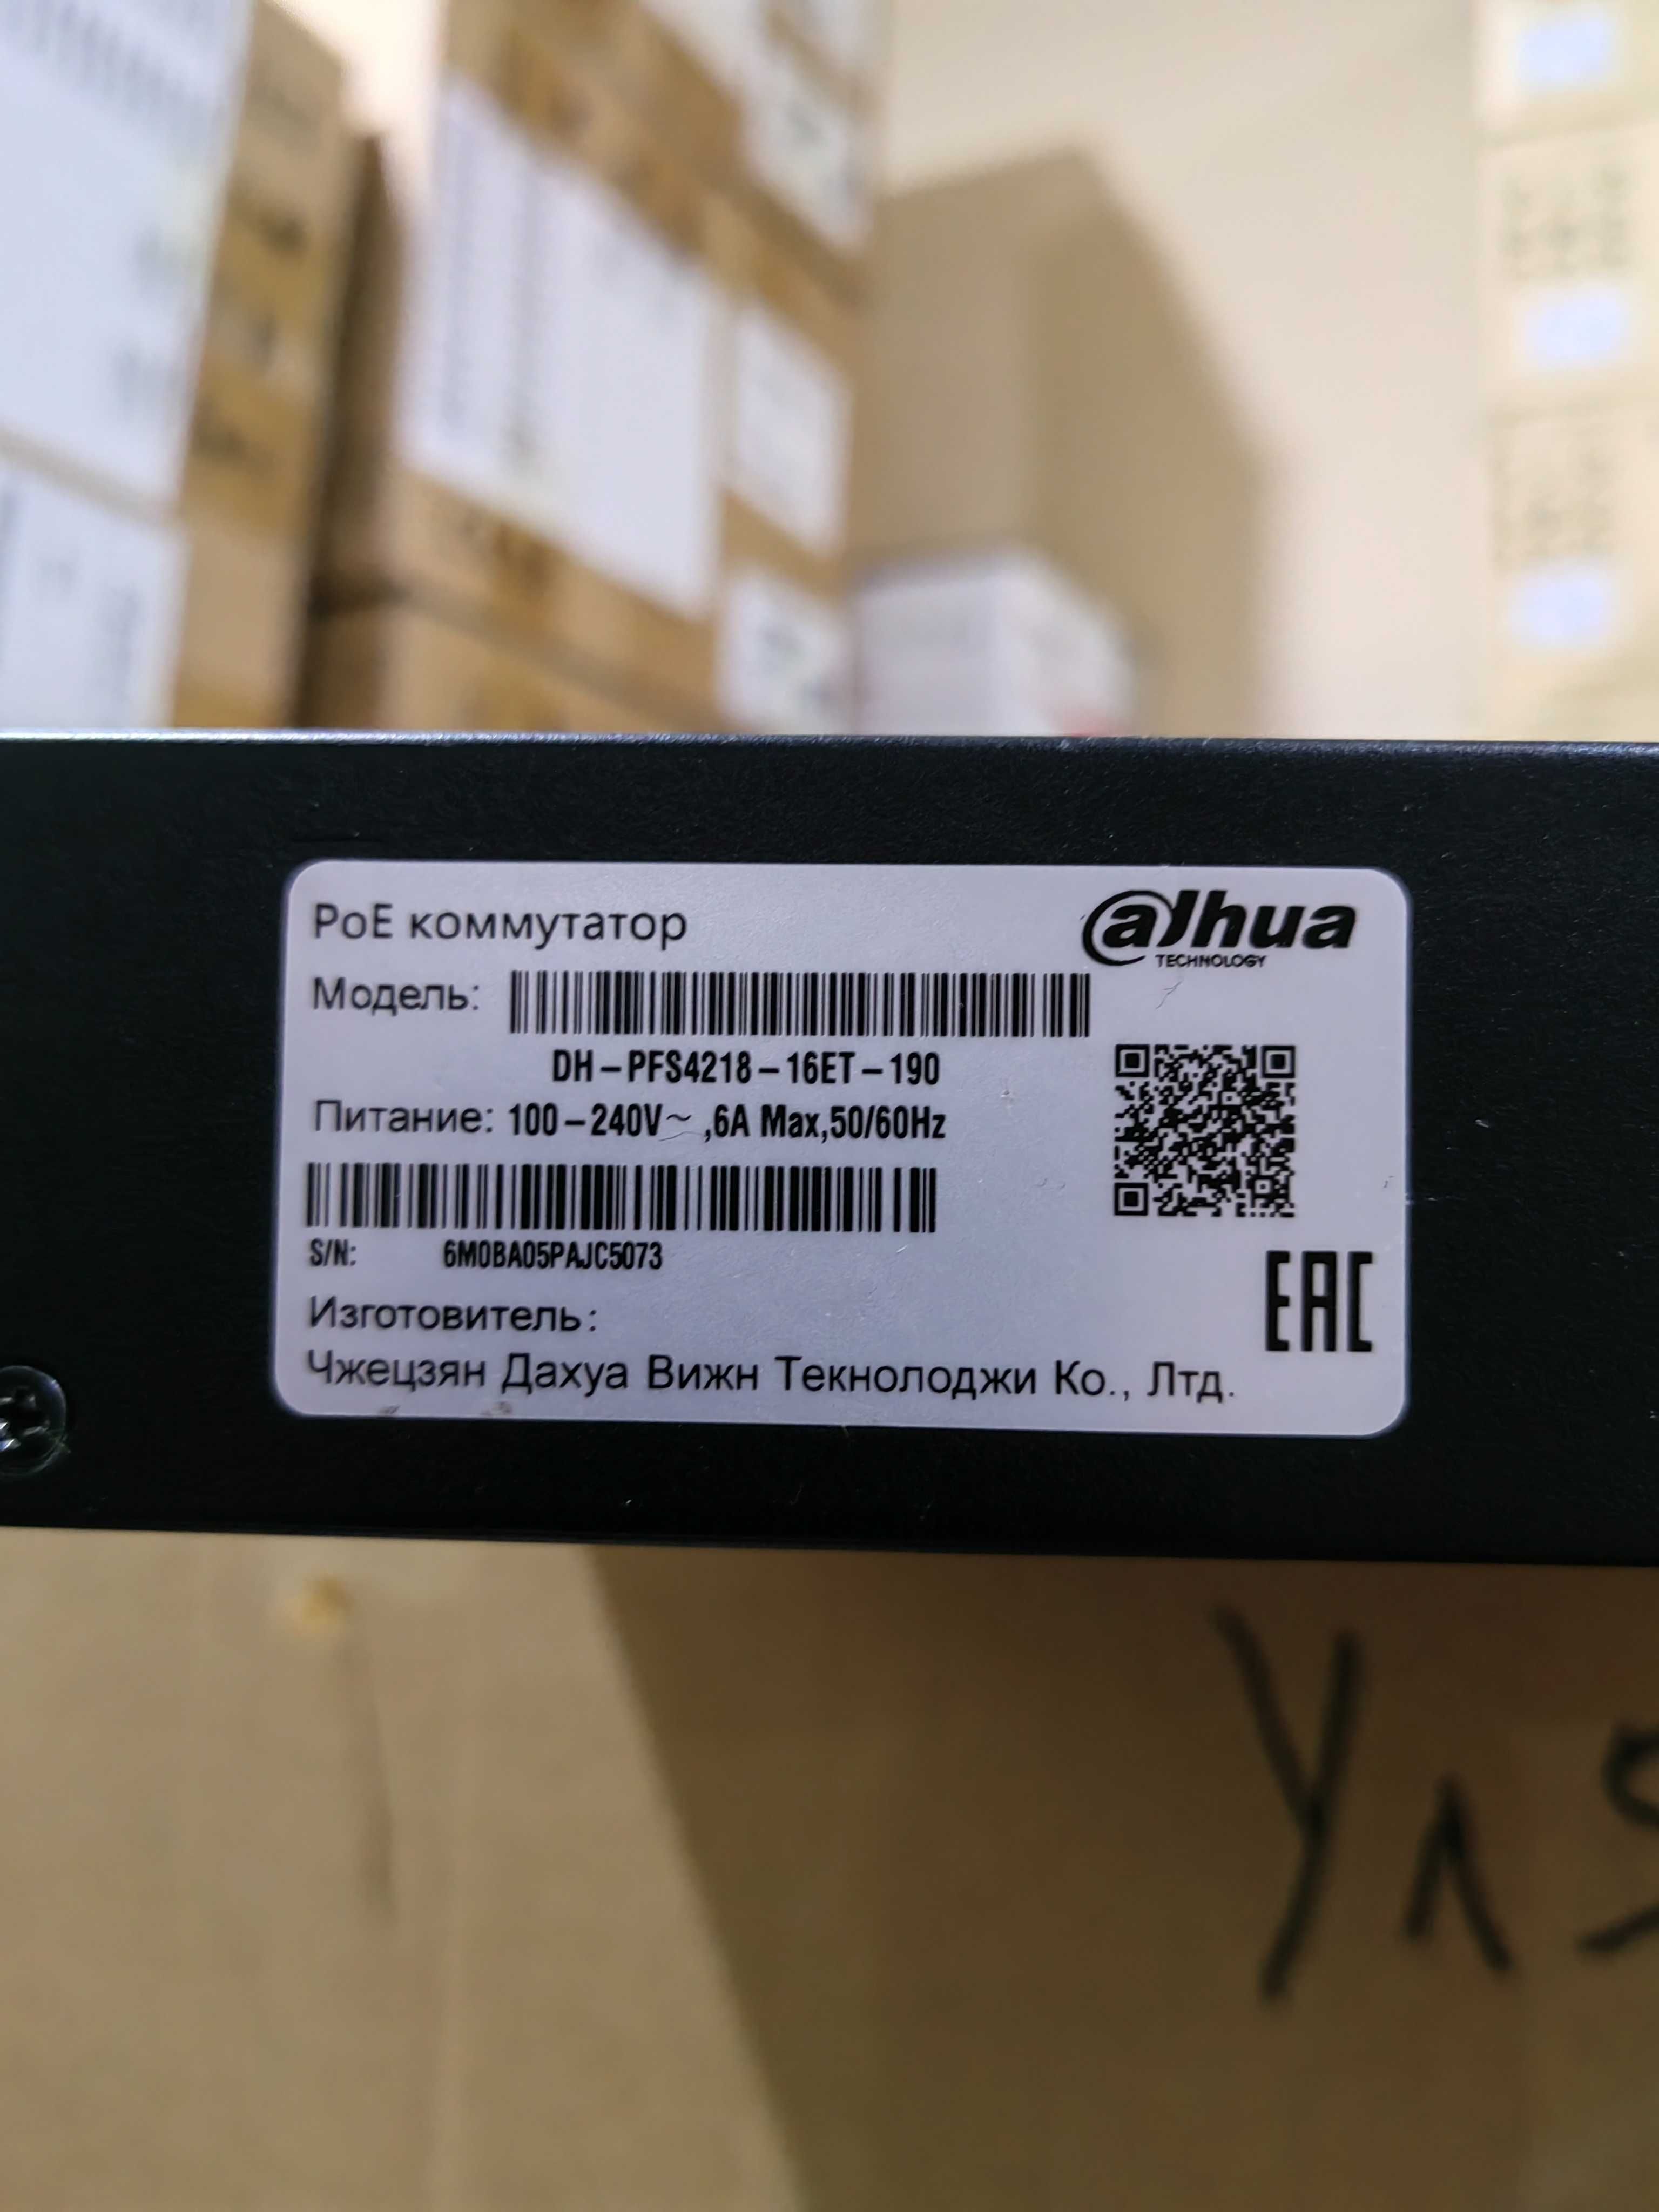 PoE коммутатор
@lhua
TECHNOLOGY
Модель:
DH-PFS4218-16ET-190
Питание: 100-240V~ ,6A Max,50/60Hz
S/N: 6M0BA05PAJC5073
EAC
Изготовитель:
Чжецзян Дахуа Вижн Текнолоджи Ко., Лтд.